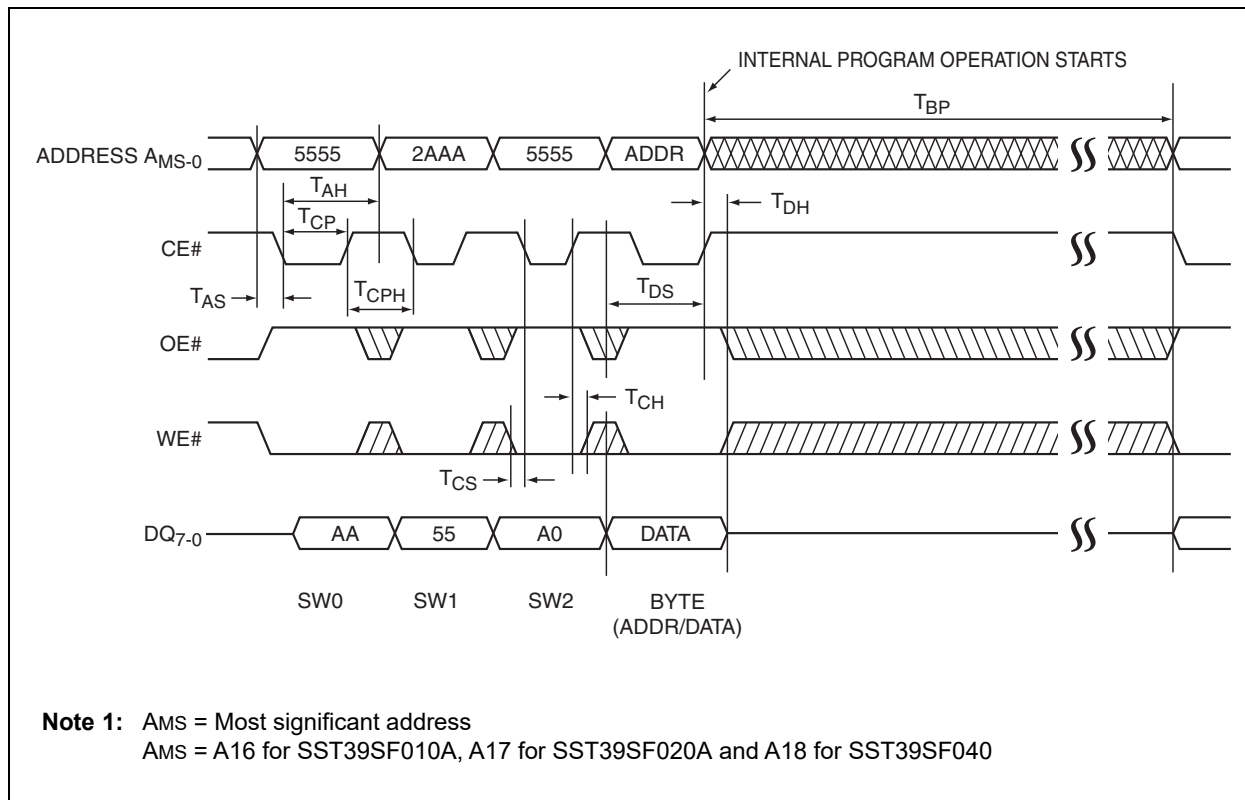 INTERNAL PROGRAM OPERATION STARTS
TBP
ADDRESS AMS-0
5555
2AAA
5555
ADDR
TAH
TDH
TCP
CE#
TDS
TAS
TCPH
OE#
TCH
WE#
TCS
DQ7-0
AA
55
A0
DATA
SW0
SW1
SW2
BYTE
(ADDR/DATA)
Note 1: AMS = Most significant address
AMS = A16 for SST39SF010A, A17 for SST39SF020A and A18 for SST39SF040